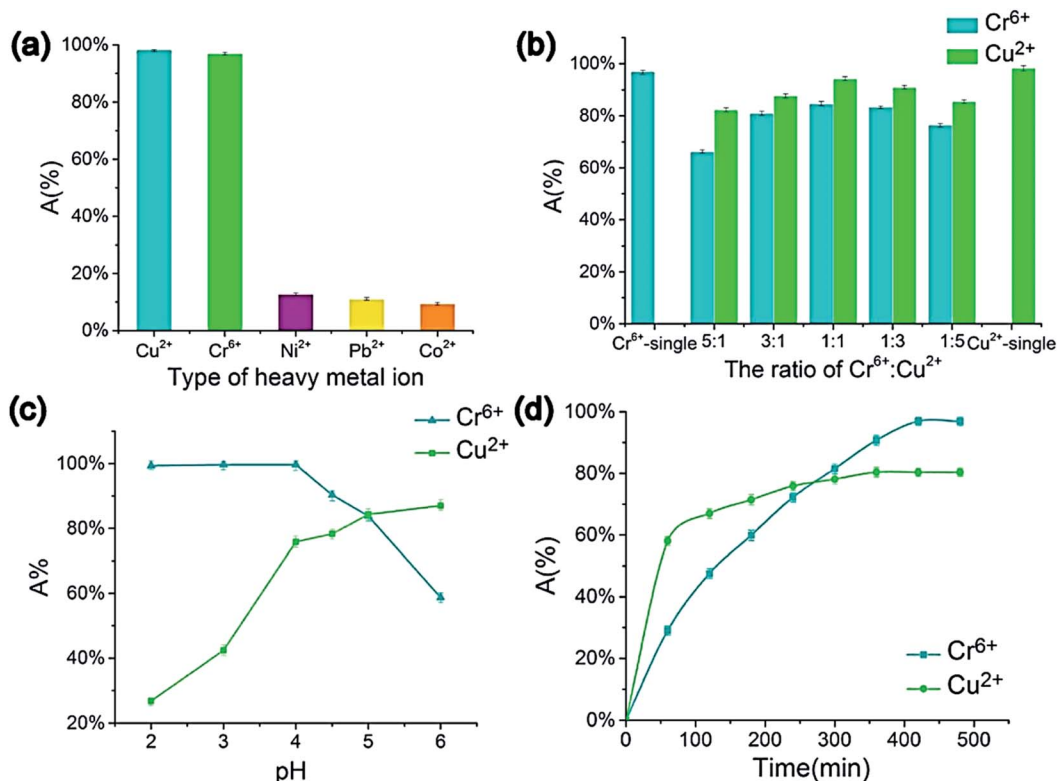 (a)
100%
80%
60%
40%
20%
0%
A(%)
Cu²⁺ Cr⁶⁺ Ni²⁺ Pb²⁺ Co²⁺
Type of heavy metal ion
(b)
Cr⁶⁺
Cu²⁺
100%
80%
60%
40%
20%
0%
A(%)
Cr⁶⁺-single 5:1 3:1 1:1 1:3 1:5 Cu²⁺-single
The ratio of Cr⁶⁺:Cu²⁺
(c)
Cr⁶⁺
Cu²⁺
100%
80%
60%
40%
20%
A%
2 3 4 5 6
pH
(d)
100%
80%
60%
40%
20%
0%
A(%)
Cr⁶⁺
Cu²⁺
0 100 200 300 400 500
Time(min)